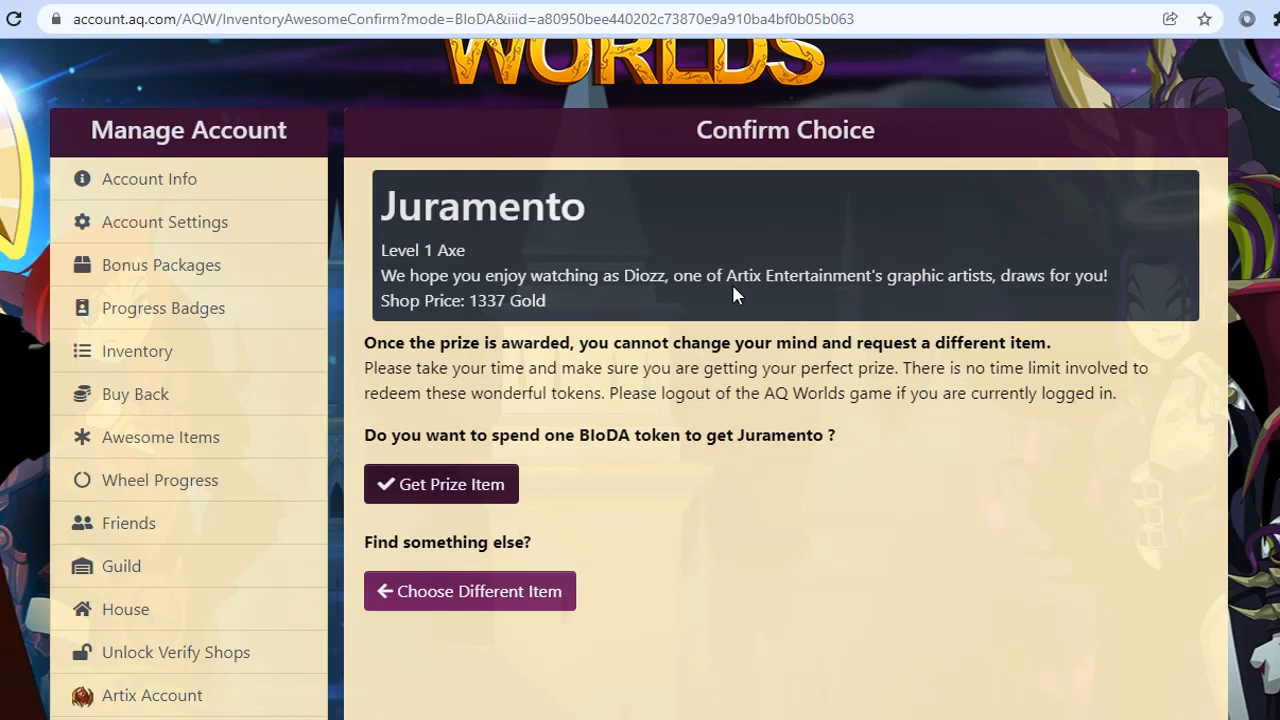 account.aq.com/AQW/InventoryAwesomeConfirm?mode=BIoDA&iiid=a80950bee440202c73870e9a910ba4bf0b05b063
WORLDS
Manage Account
Account Info
Account Settings
Bonus Packages
Progress Badges
Inventory
Buy Back
Awesome Items
Wheel Progress
Friends
Guild
House
Unlock Verify Shops
Artix Account
Confirm Choice
Juramento
Level 1 Axe
We hope you enjoy watching as Diozz, one of Artix Entertainment's graphic artists, draws for you!
Shop Price: 1337 Gold
Once the prize is awarded, you cannot change your mind and request a different item.
Please take your time and make sure you are getting your perfect prize. There is no time limit involved to
redeem these wonderful tokens. Please logout of the AQ Worlds game if you are currently logged in.
Do you want to spend one BIoDA token to get Juramento ?
Get Prize Item
Find something else?
Choose Different Item